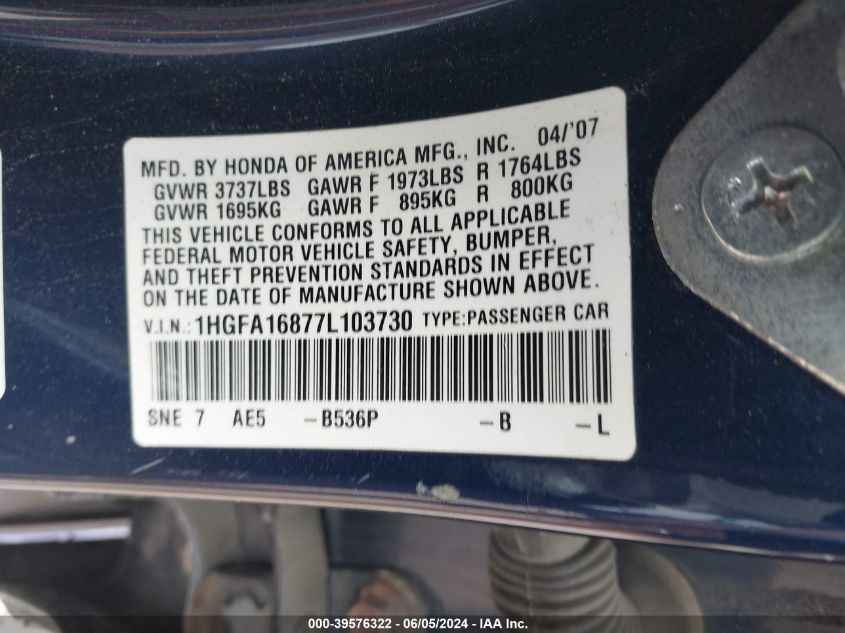 MFD. BY HONDA OF AMERICA MFG., INC. 04/'07
GVWR 3737LBS GAWR F 1973LBS R 1764LBS
GVWR 1695KG GAWR F 895KG R 800KG
THIS VEHICLE CONFORMS TO ALL APPLICABLE
FEDERAL MOTOR VEHICLE SAFETY, BUMPER,
AND THEFT PREVENTION STANDARDS IN EFFECT
ON THE DATE OF MANUFACTURE SHOWN ABOVE.
V.I.N.: 1HGFA16877L103730 TYPE:PASSENGER CAR
SNE 7 AE5 -B536P -B -L
000-39576322 - 06/05/2024 - IAA Inc.